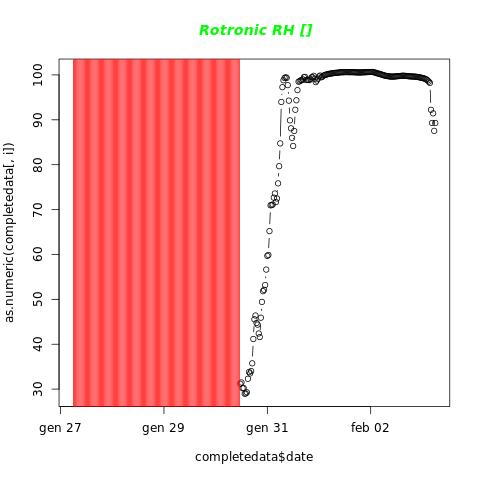 Rotronic RH []
as.numeric(completedata[, i])
100
90
80
70
60
50
40
30
gen 27
gen 29
gen 31
feb 02
completedata$date